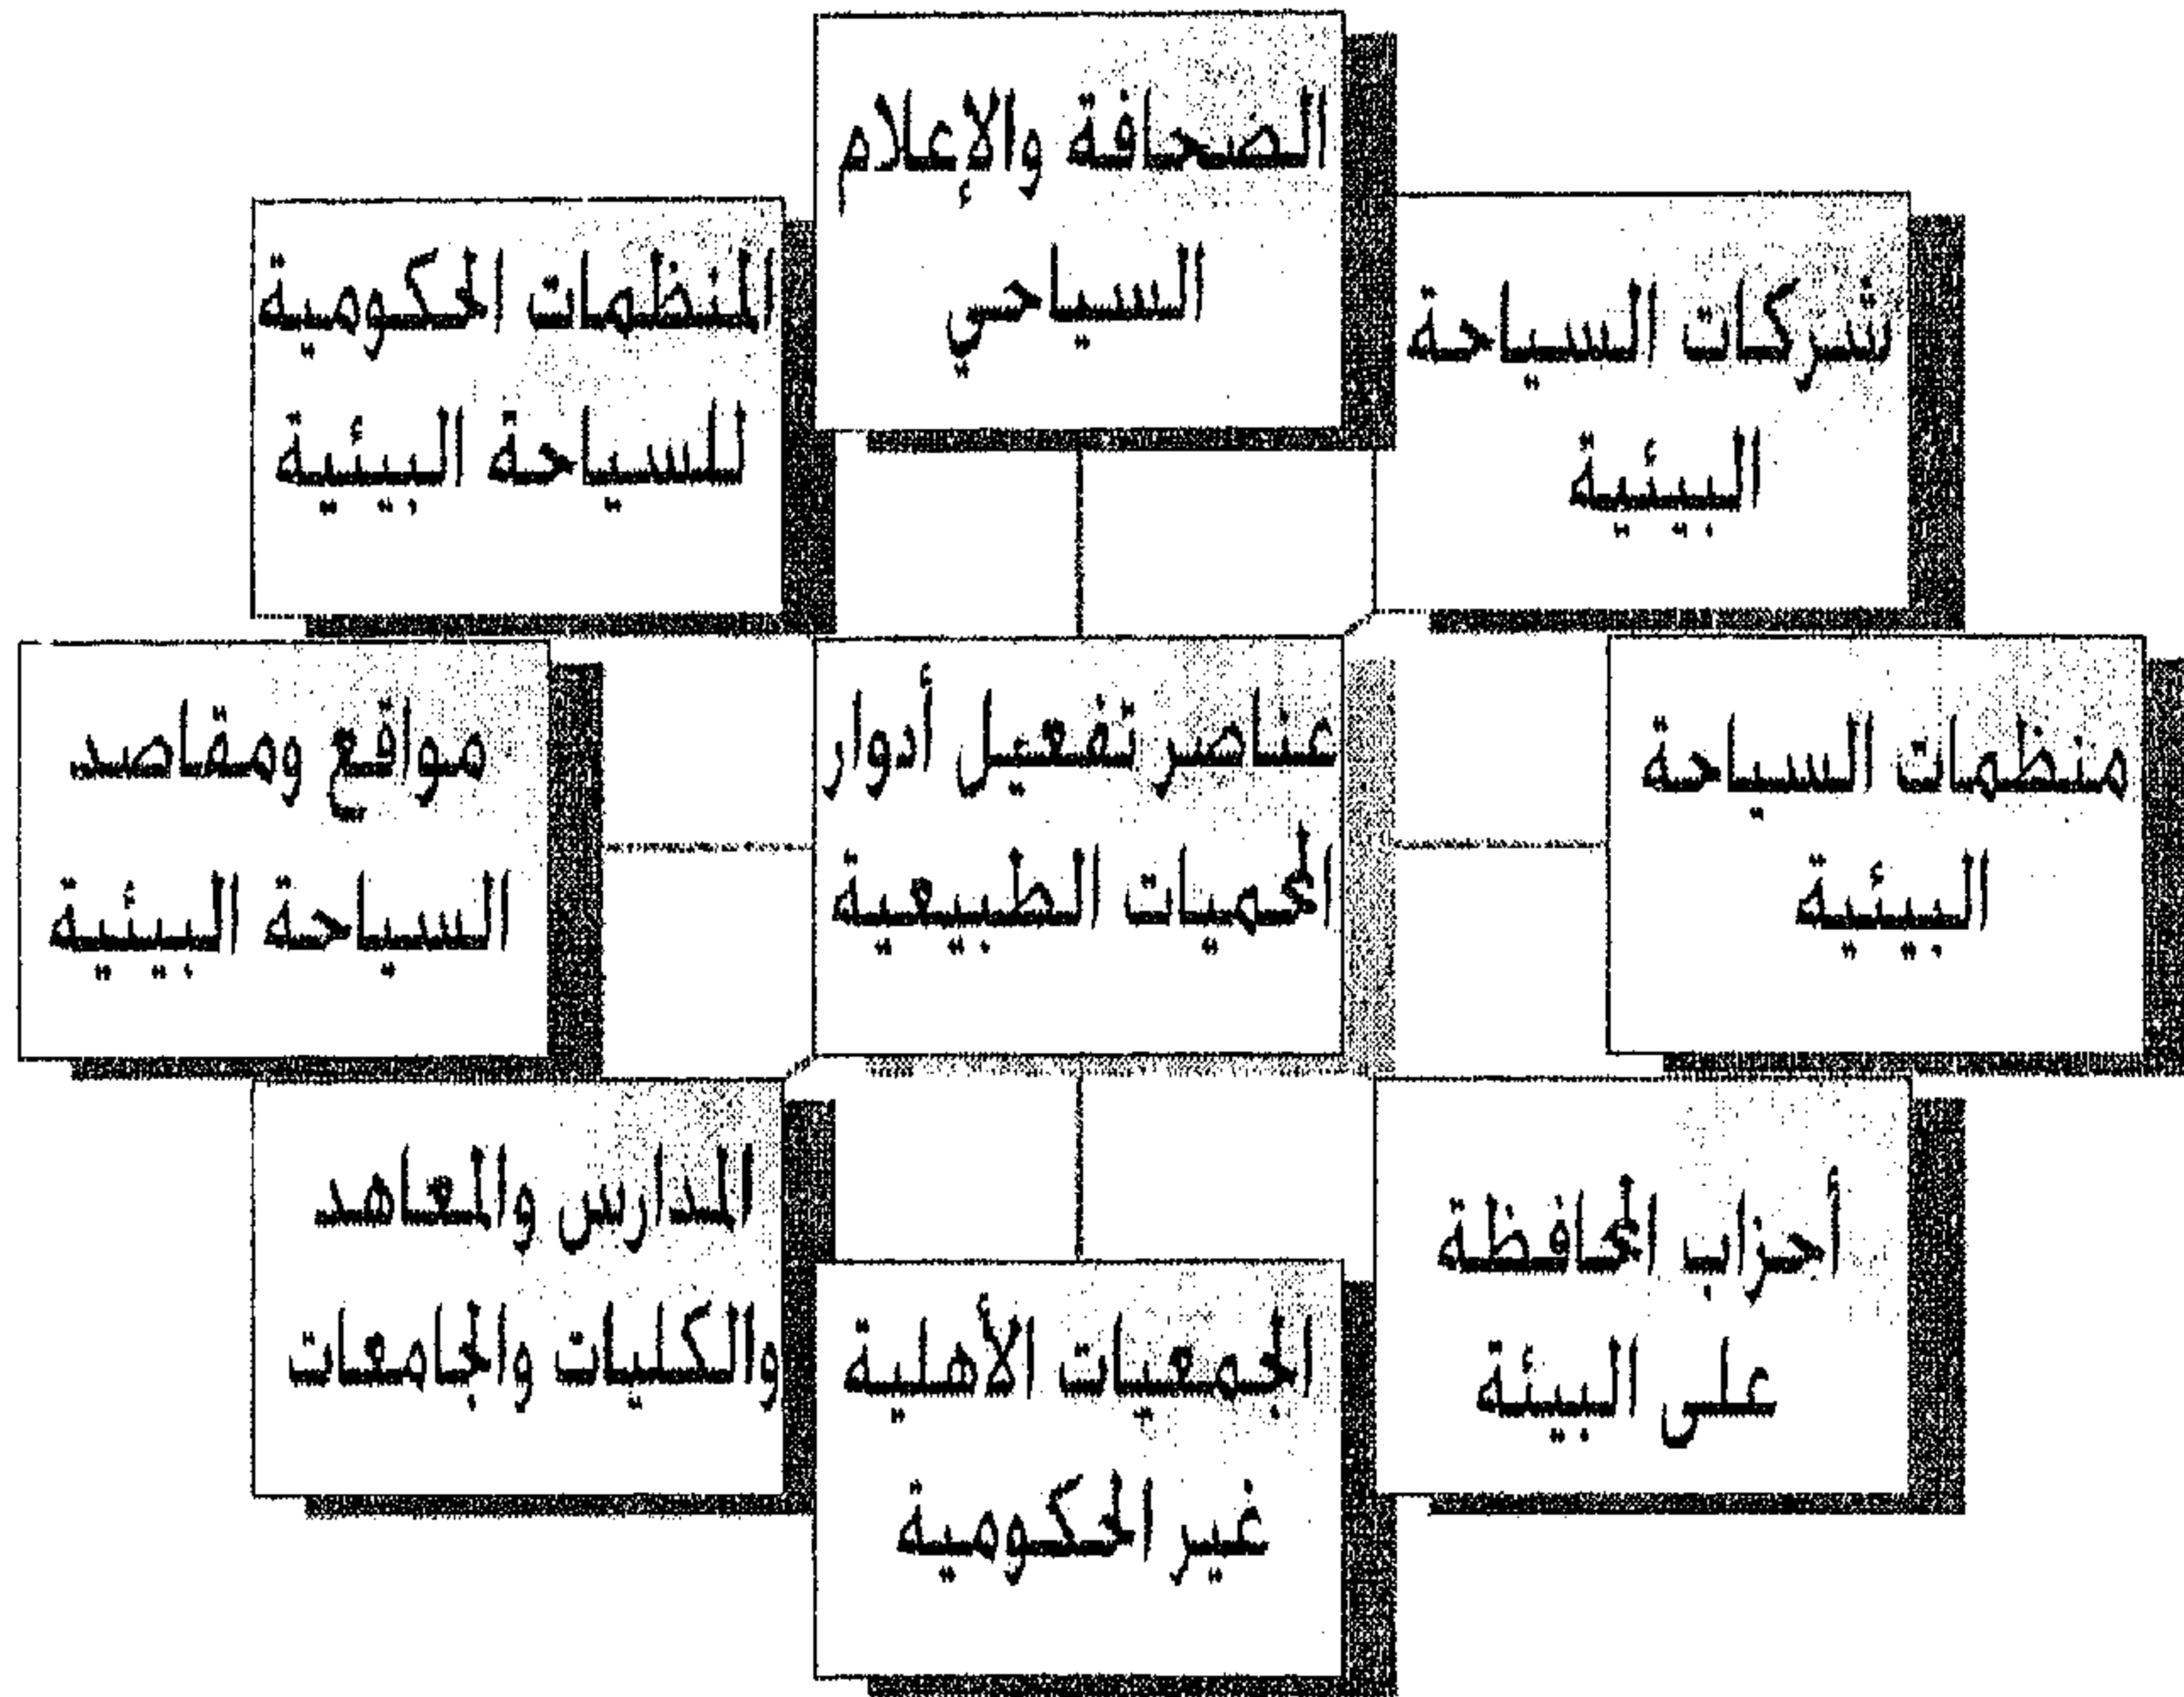 الصحافة والإعلام
السياحي
شركات السياحة
البيئية
المنظمات الحكومية
للسياحة البيئية
منظمات السياحة
البيئية
عناصر تفعيل أدوار
المحميات الطبيعية
مواقع ومقاصد
السياحة البيئية
أحزاب المحافظة
على البيئة
المدارس والمعاهد
والكليات والجامعات
الجمعيات الأهلية
غير الحكومية